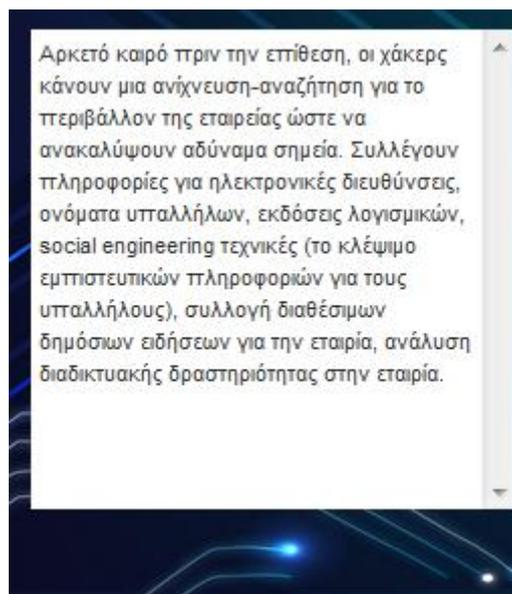 Αρκετό καιρό πριν την επίθεση, οι χάκερς
κάνουν μια ανίχνευση-αναζήτηση για το
περιβάλλον της εταιρείας ώστε να
ανακαλύψουν αδύναμα σημεία. Συλλέγουν
πληροφορίες για ηλεκτρονικές διευθύνσεις,
ονόματα υπαλλήλων, εκδόσεις λογισμικών,
social engineering τεχνικές (το κλέψιμο
εμπιστευτικών πληροφοριών για τους
υπαλλήλους), συλλογή διαθέσιμων
δημόσιων ειδήσεων για την εταιρία, ανάλυση
διαδικτυακής δραστηριότητας στην εταιρία.